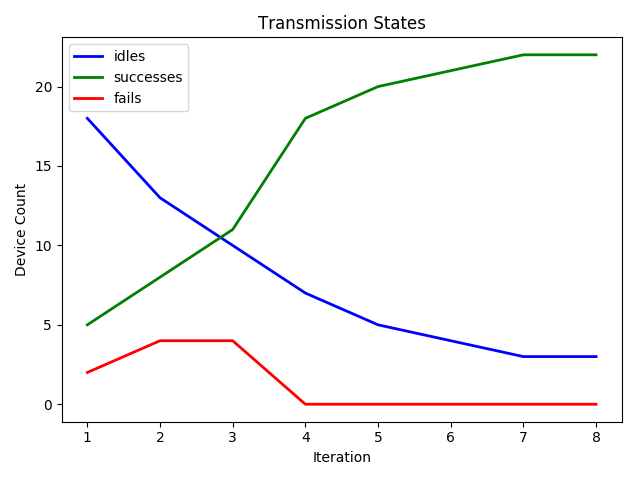 Transmission States
idles
successes
fails
Device Count
20
15
10
5
0
1 2 3 4 5 6 7 8
Iteration